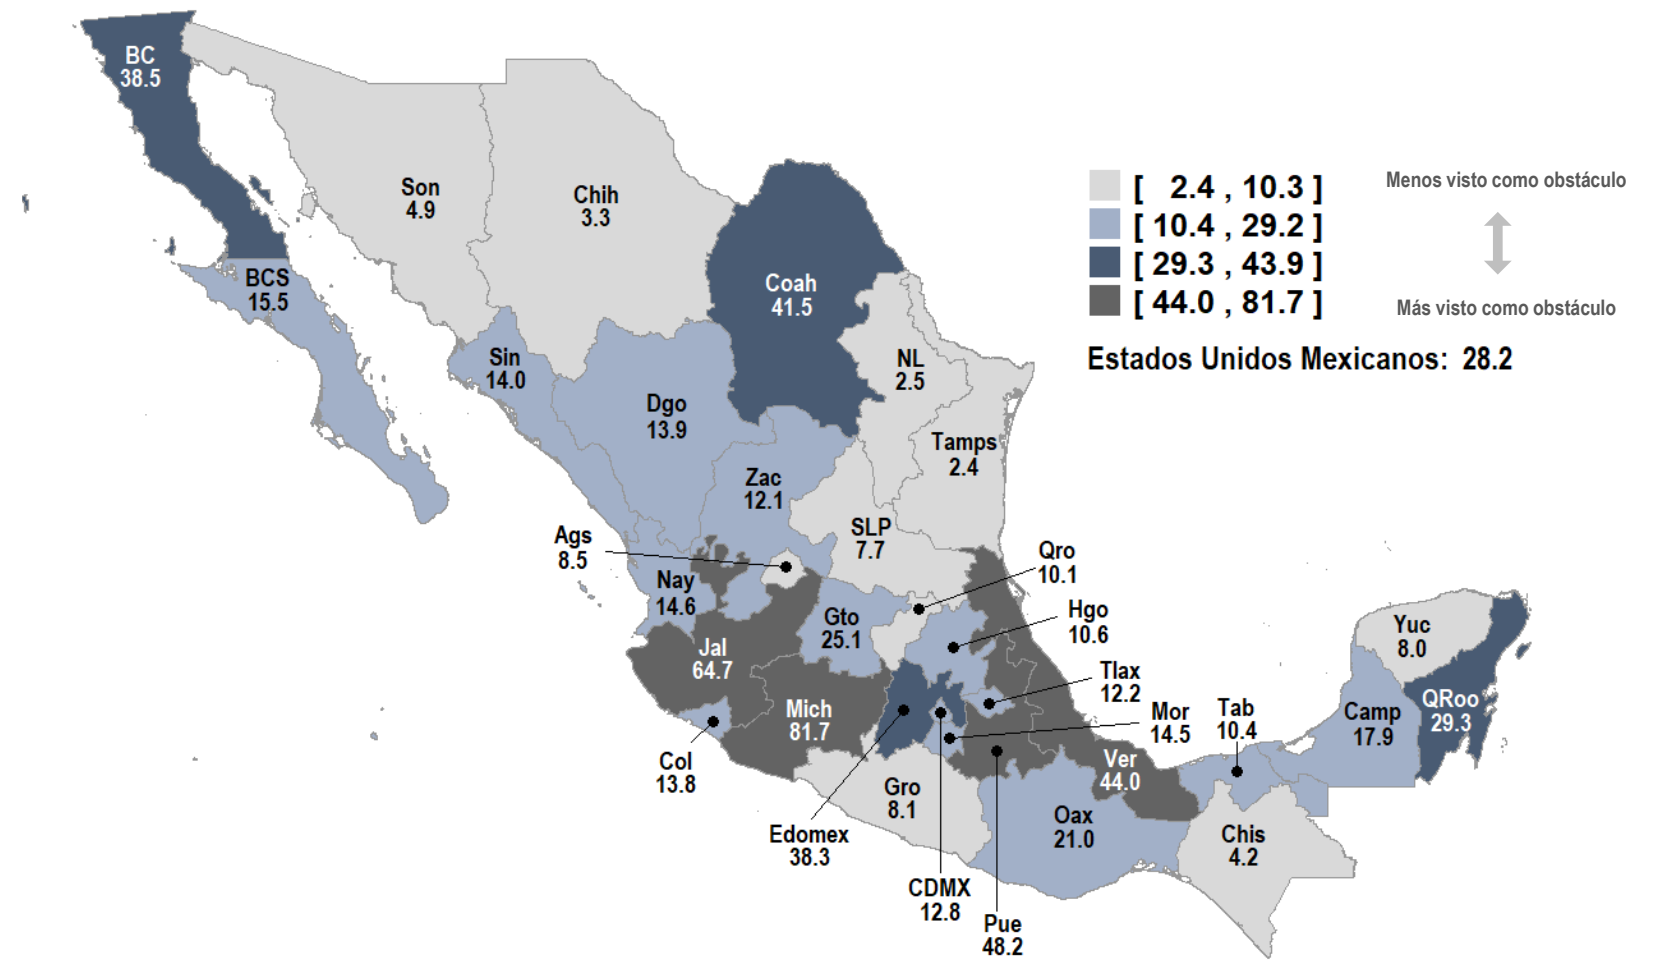 BC
38.5
Son
4.9
Chih
3.3
[ 2.4 , 10.3 ]
Menos visto como obstáculo
[ 10.4 , 29.2 ]
[ 29.3 , 43.9 ]
[ 44.0 , 81.7 ]
Más visto como obstáculo
Estados Unidos Mexicanos: 28.2
BCS
15.5
Coah
41.5
Sin
14.0
NL
2.5
Dgo
13.9
Tamps
2.4
Zac
12.1
Ags
8.5
SLP
7.7
Qro
10.1
Nay
14.6
Gto
25.1
Hgo
10.6
Yuc
8.0
Jal
64.7
Tlax
12.2
Mich
81.7
Mor
14.5
Tab
10.4
Camp
17.9
QRoo
29.3
Col
13.8
Ver
44.0
Gro
8.1
Oax
21.0
Chis
4.2
Edomex
38.3
CDMX
12.8
Pue
48.2